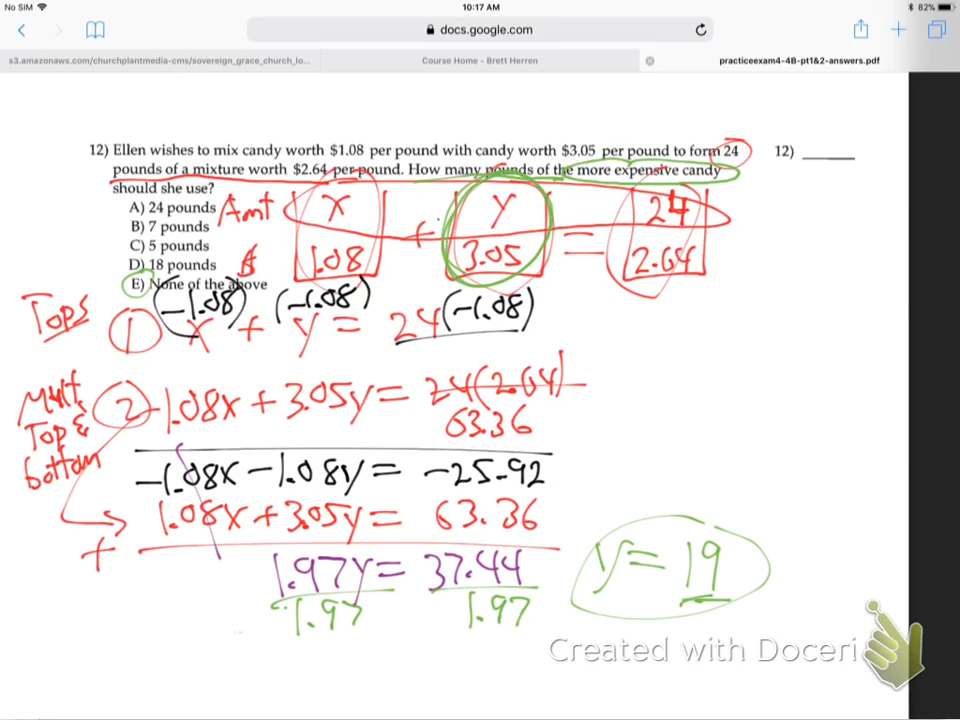 No SIM 10:17 AM 82%
docs.google.com
s3.amazonaws.com/churchplantmedia-cms/sovereign_grace_church_lo... Course Home - Brett Herren practiceexam4-4B-pt1&2-answers.pdf
12) Ellen wishes to mix candy worth $1.08 per pound with candy worth $3.05 per pound to form 24 12) ______
pounds of a mixture worth $2.64 per pound. How many pounds of the more expensive candy
should she use?
A) 24 pounds
B) 7 pounds
C) 5 pounds
D) 18 pounds
E) None of the above
Amt x + y = 24
$ 1.08 3.05 2.64
(-1.08) (-1.08) (-1.08)
Tops 1 x + y = 24
Mult Top & bottom
2 1.08x + 3.05y = 24(2.64)
63.36
-1.08x - 1.08y = -25.92
1.08x + 3.05y = 63.36
+
1.97y = 37.44
1.97 1.97
y = 19
Created with Doceri